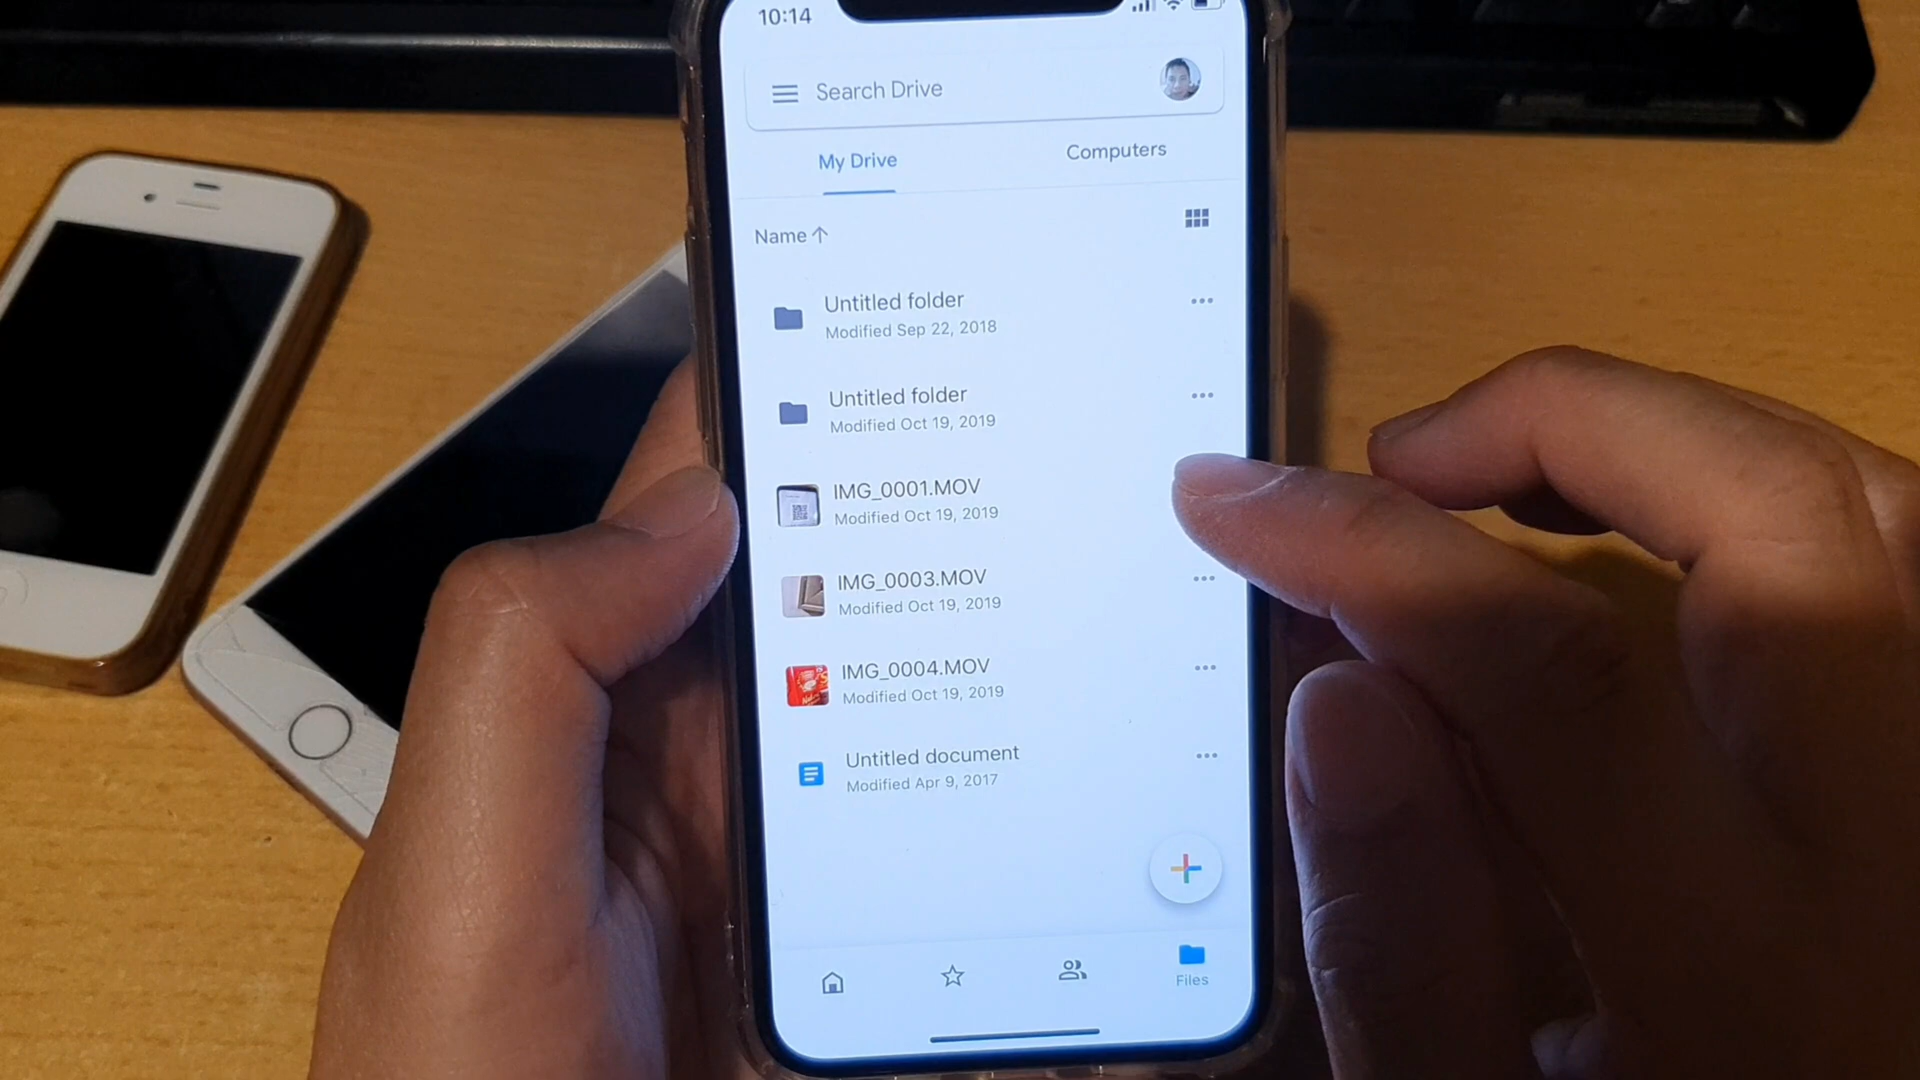 10:14
Search Drive
My Drive
Computers
Name ↑
Untitled folder
Modified Sep 22, 2018
Untitled folder
Modified Oct 19, 2019
IMG_0001.MOV
Modified Oct 19, 2019
IMG_0003.MOV
Modified Oct 19, 2019
IMG_0004.MOV
Modified Oct 19, 2019
Untitled document
Modified Apr 9, 2017
Files